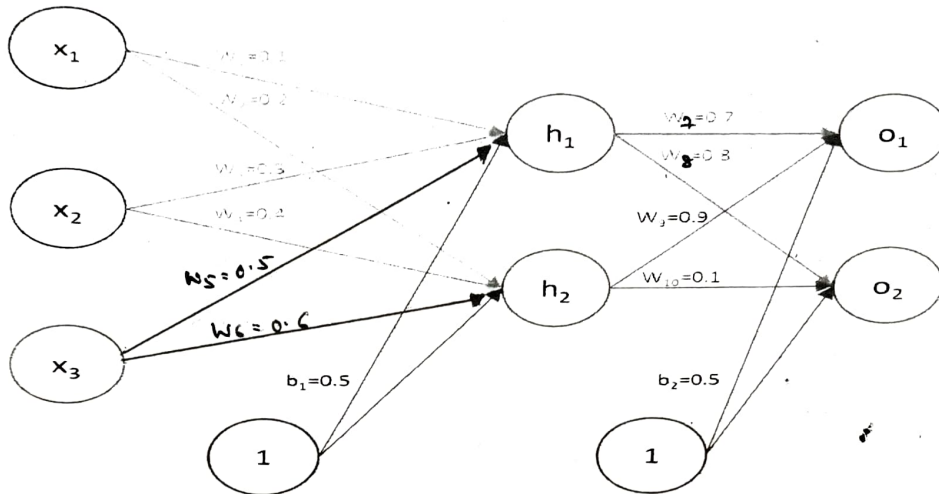 x₁
W₁=0.1
W₂=0.2
h₁
W₇=0.7
o₁
W₈=0.8
x₂
W₃=0.3
W₄=0.4
W₉=0.9
W₅=0.5
h₂
W₁₀=0.1
o₂
W₆=0.6
x₃
b₁=0.5
b₂=0.5
1
1